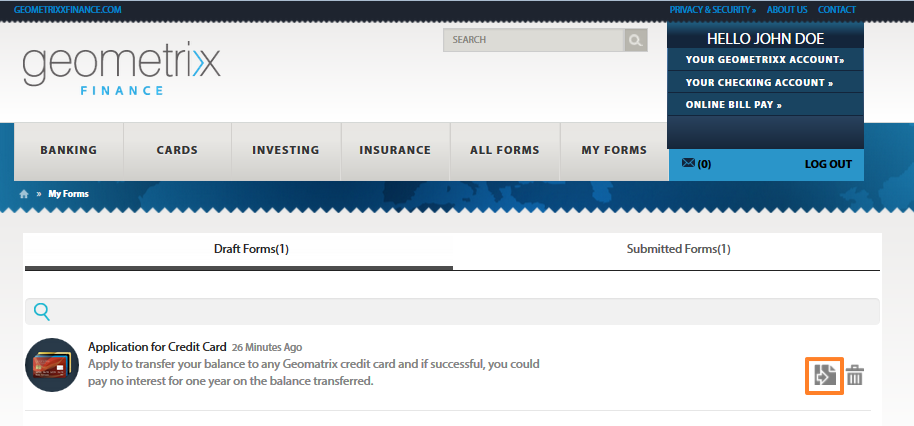 GEOMETRIXXFINANCE.COM
PRIVACY & SECURITY » ABOUT US CONTACT
geometrixx
FINANCE
SEARCH
HELLO JOHN DOE
YOUR GEOMETRIXX ACCOUNT»
YOUR CHECKING ACCOUNT »
ONLINE BILL PAY »
(0) LOG OUT
BANKING CARDS INVESTING INSURANCE ALL FORMS MY FORMS
» My Forms
Draft Forms(1) Submitted Forms(1)
Application for Credit Card 26 Minutes Ago
Apply to transfer your balance to any Geomatrix credit card and if successful, you could
pay no interest for one year on the balance transferred.